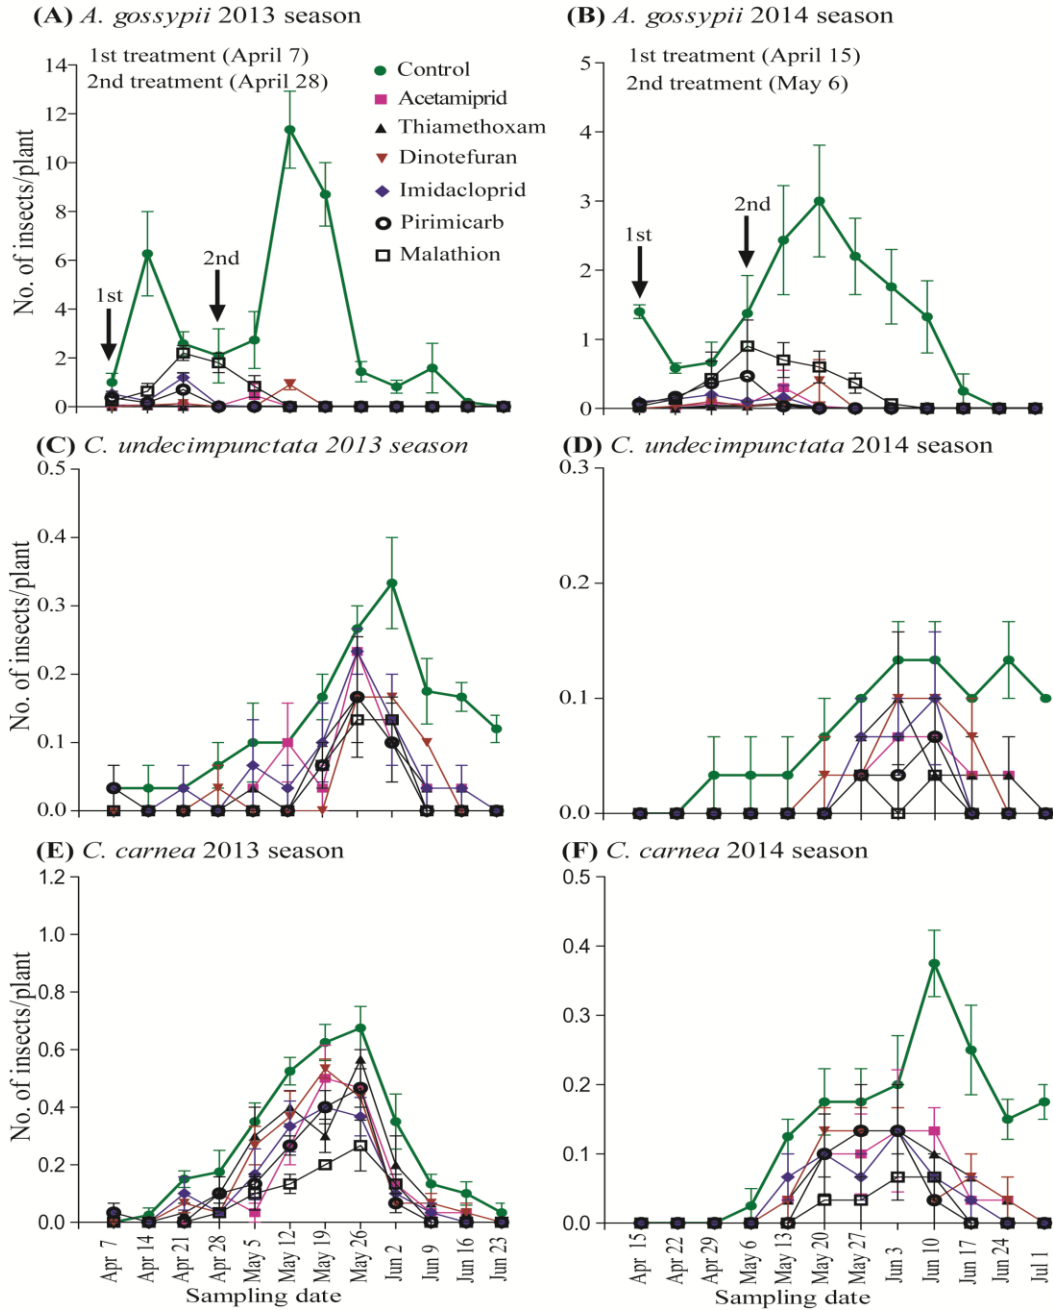 (A) A. gossypii 2013 season
1st treatment (April 7)
2nd treatment (April 28)
Control
Acetamiprid
Thiamethoxam
Dinotefuran
Imidacloprid
Pirimicarb
Malathion
1st
2nd
No. of insects/plant
14
12
10
8
6
4
2
0
(B) A. gossypii 2014 season
1st treatment (April 15)
2nd treatment (May 6)
1st
2nd
5
4
3
2
1
0
(C) C. undecimpunctata 2013 season
No. of insects/plant
0.5
0.4
0.3
0.2
0.1
0.0
(D) C. undecimpunctata 2014 season
0.3
0.2
0.1
0.0
(E) C. carnea 2013 season
No. of insects/plant
1.2
1.0
0.8
0.6
0.4
0.2
0.0
Apr 7
Apr 14
Apr 21
Apr 28
May 5
May 12
May 19
May 26
Jun 2
Jun 9
Jun 16
Jun 23
Sampling date
(F) C. carnea 2014 season
0.5
0.4
0.3
0.2
0.1
0.0
Apr 15
Apr 22
Apr 29
May 6
May 13
May 20
May 27
Jun 3
Jun 10
Jun 17
Jun 24
Jul 1
Sampling date